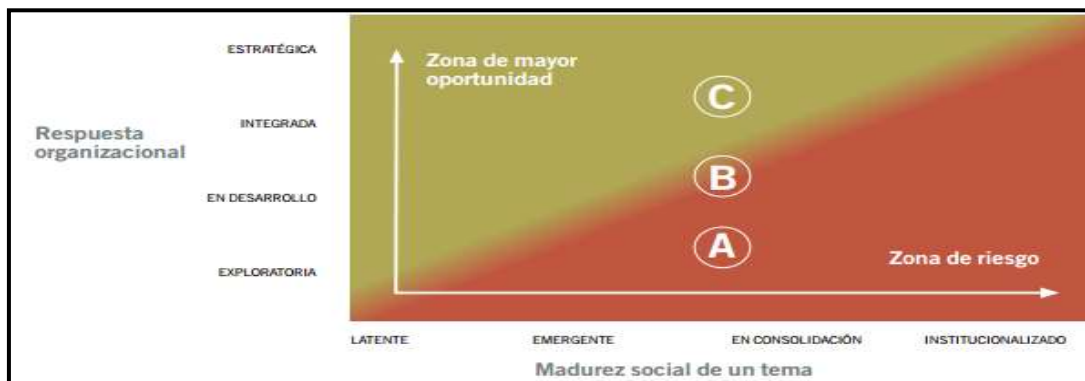 ESTRATÉGICA
Zona de mayor
oportunidad
C
INTEGRADA
Respuesta
organizacional
B
EN DESARROLLO
A
Zona de riesgo
EXPLORATORIA
LATENTE EMERGENTE EN CONSOLIDACIÓN INSTITUCIONALIZADO
Madurez social de un tema